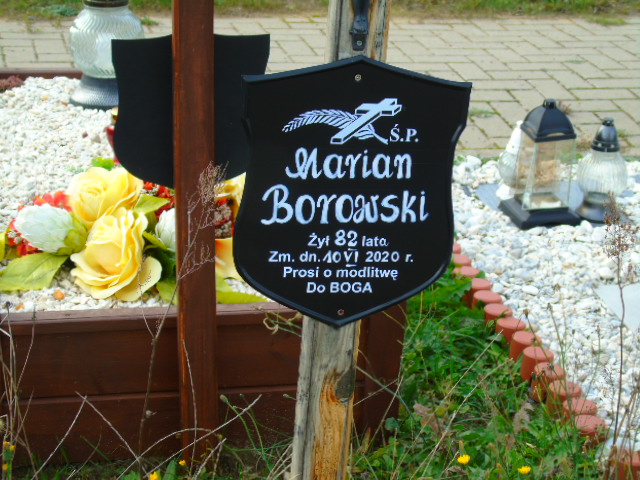 Ś.P.
Marian
Borowski
Żył 82 lata
Zm. dn. 10 VI 2020 r.
Prosi o modlitwę
Do BOGA